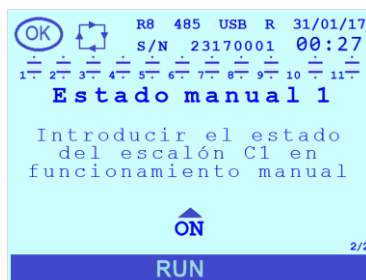 OK R8 485 USB R 31/01/17
S/N 23170001 00:27
1 2 3 4 5 6 7 8 9 10 11
Estado manual 1
Introducir el estado
del escalón C1 en
funcionamiento manual
ON
2/2
RUN